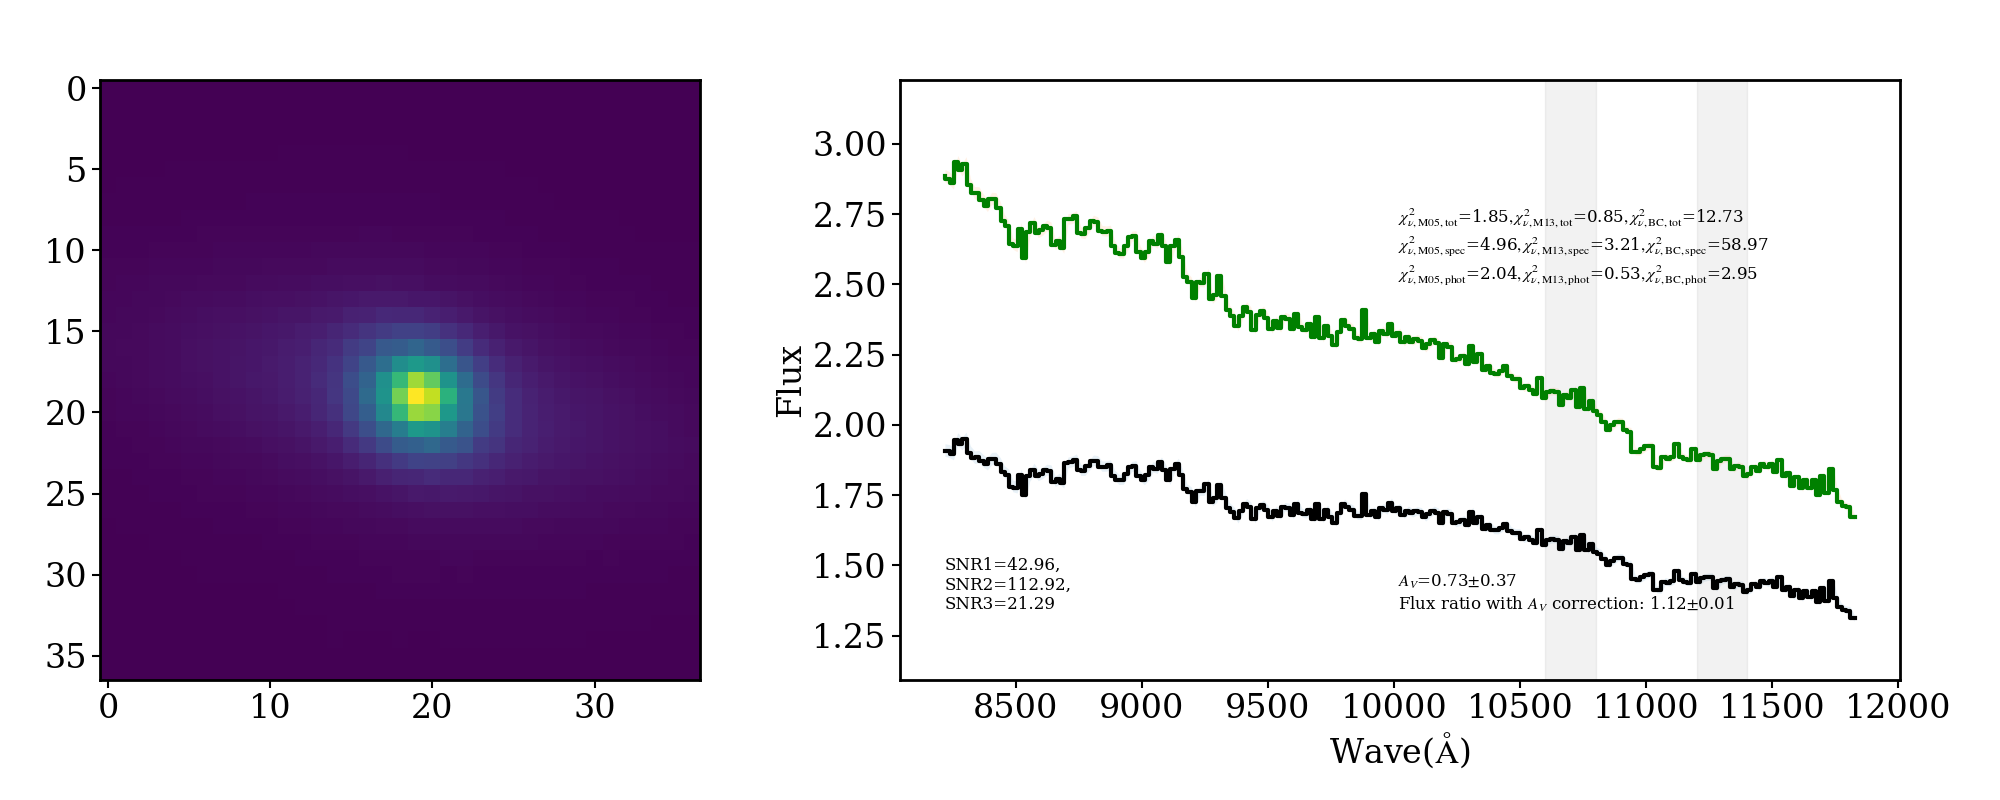 0
5
10
15
20
25
30
35
0 10 20 30
Flux
3.00
2.75
2.50
2.25
2.00
1.75
1.50
1.25
χ²ν,M05,tot=1.85,χ²ν,M13,tot=0.85,χ²ν,BC,tot=12.73
χ²ν,M05,spec=4.96,χ²ν,M13,spec=3.21,χ²ν,BC,spec=58.97
χ²ν,M05,phot=2.04,χ²ν,M13,phot=0.53,χ²ν,BC,phot=2.95
SNR1=42.96,
SNR2=112.92,
SNR3=21.29
AV=0.73±0.37
Flux ratio with AV correction: 1.12±0.01
8500 9000 9500 10000 10500 11000 11500 12000
Wave(Å)